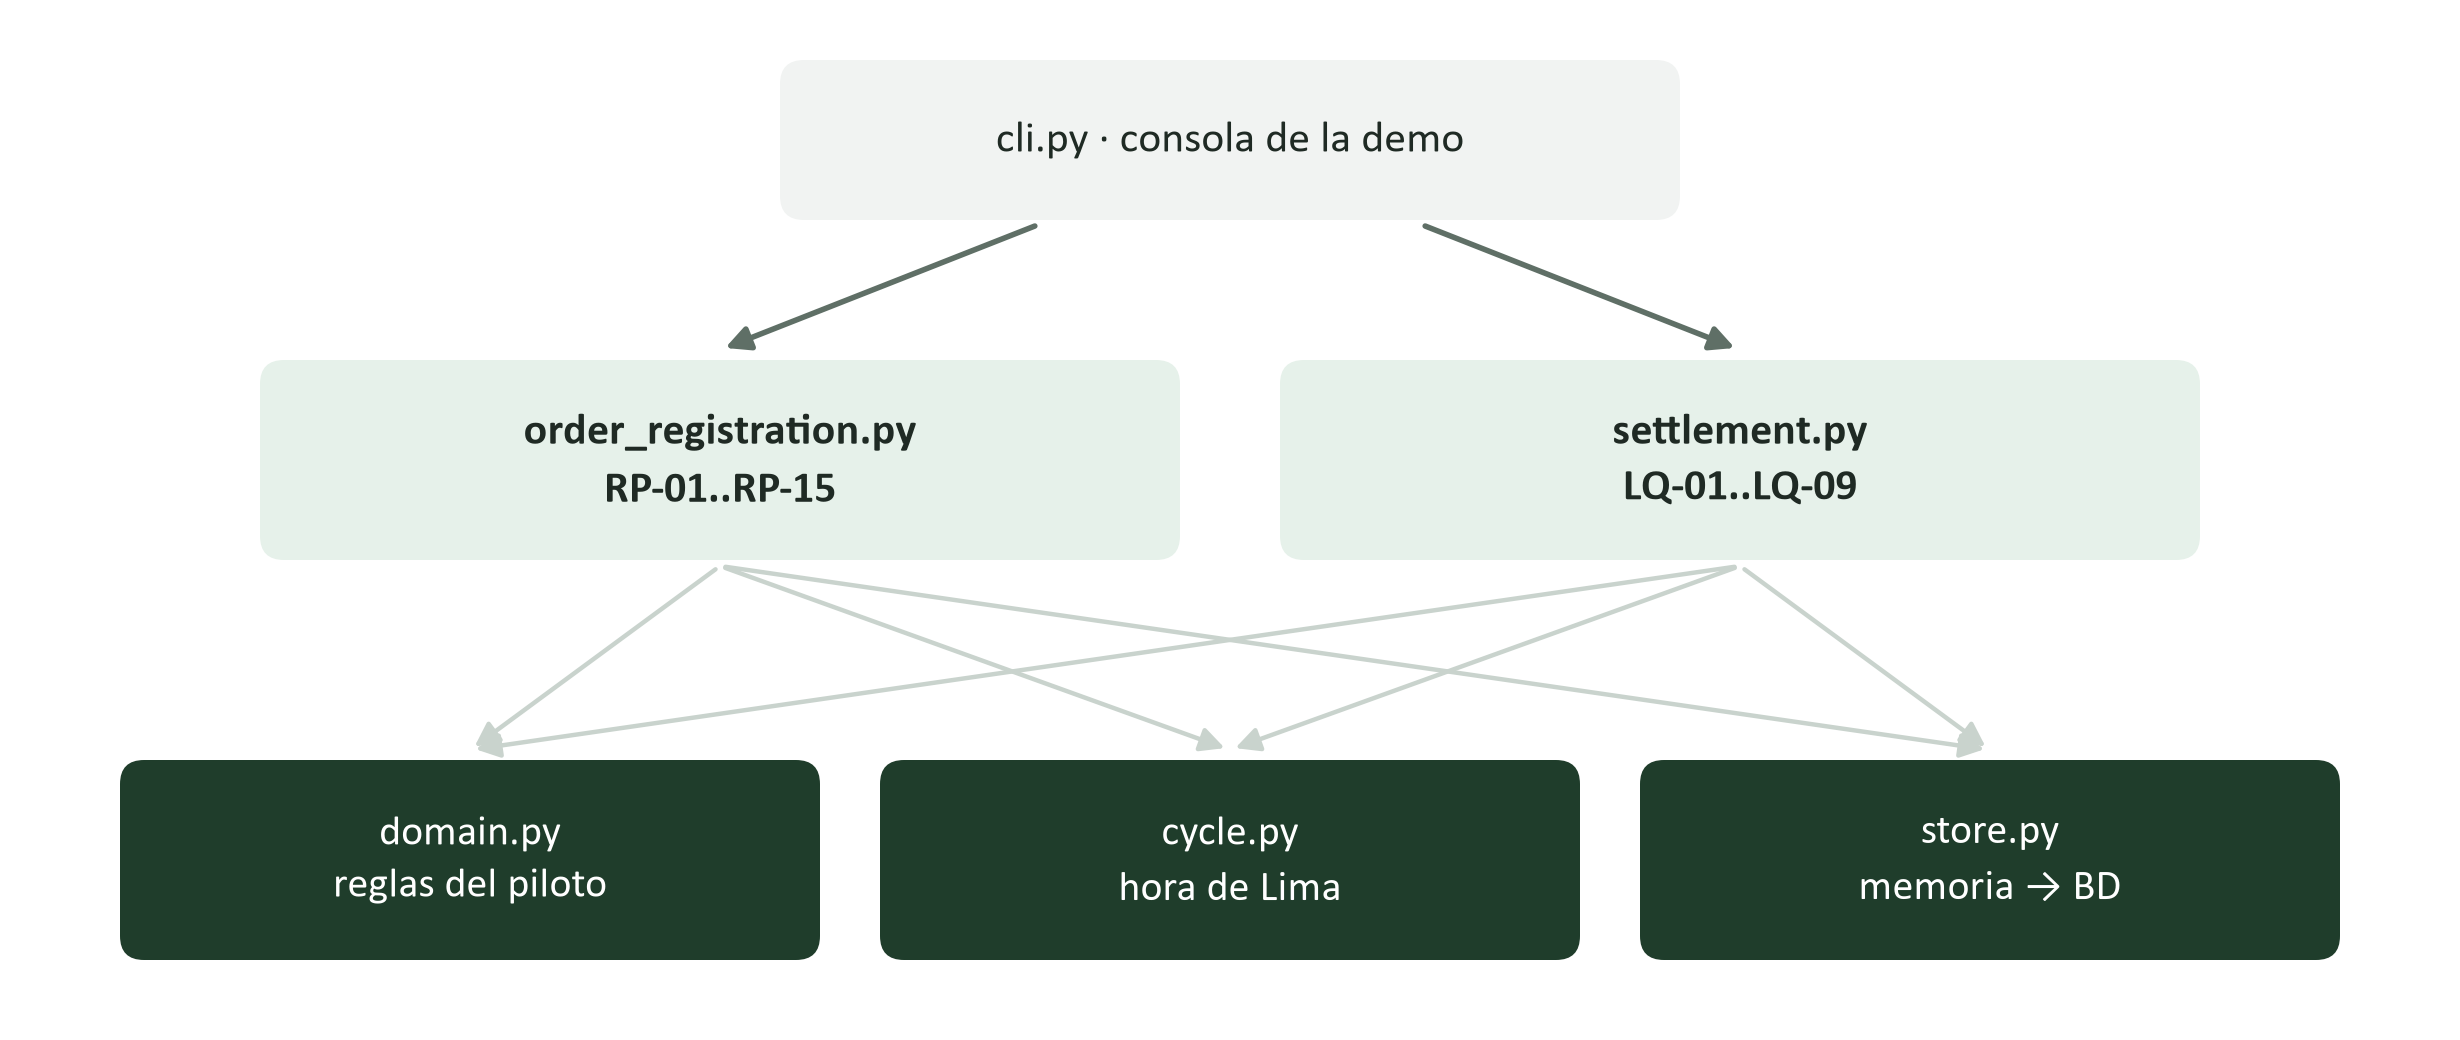 cli.py · consola de la demo
order_registration.py
RP-01..RP-15
settlement.py
LQ-01..LQ-09
domain.py
reglas del piloto
cycle.py
hora de Lima
store.py
memoria → BD